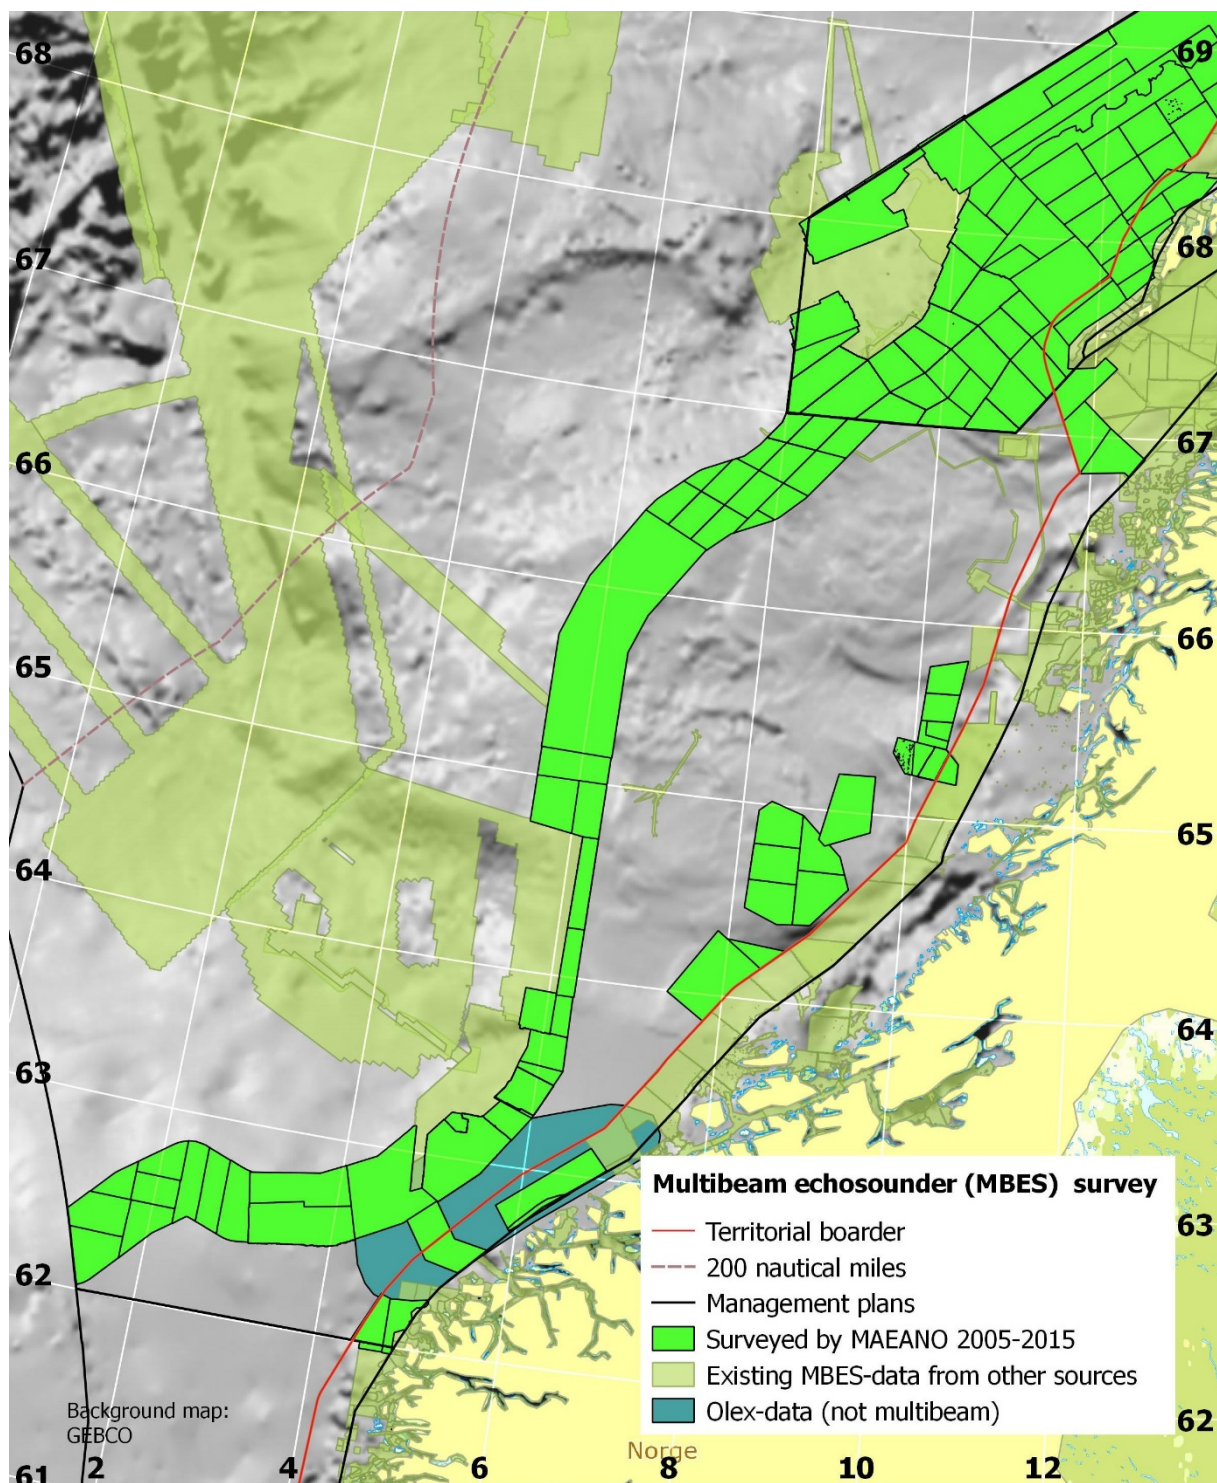 68
69
67
68
66
67
65
66
64
65
63
64
Multibeam echosounder (MBES) survey
Territorial boarder
63
200 nautical miles
62
Management plans
Surveyed by MAEANO 2005-2015
Existing MBES-data from other sources
Olex-data (not multibeam)
62
Background map:
GEBCO
Norge
61
2
4
6
8
10
12